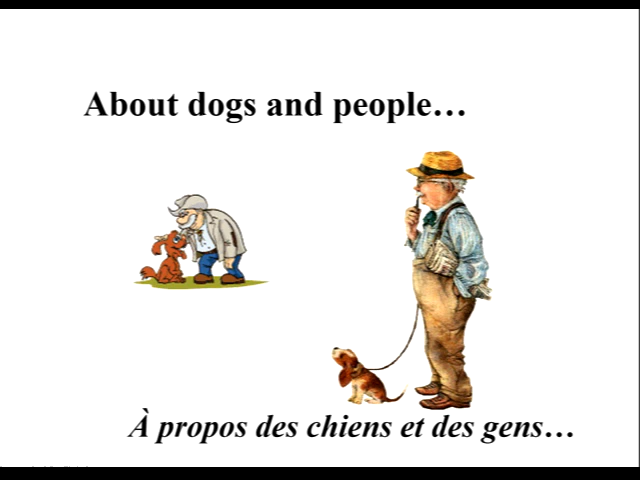 About dogs and people…
À propos des chiens et des gens…